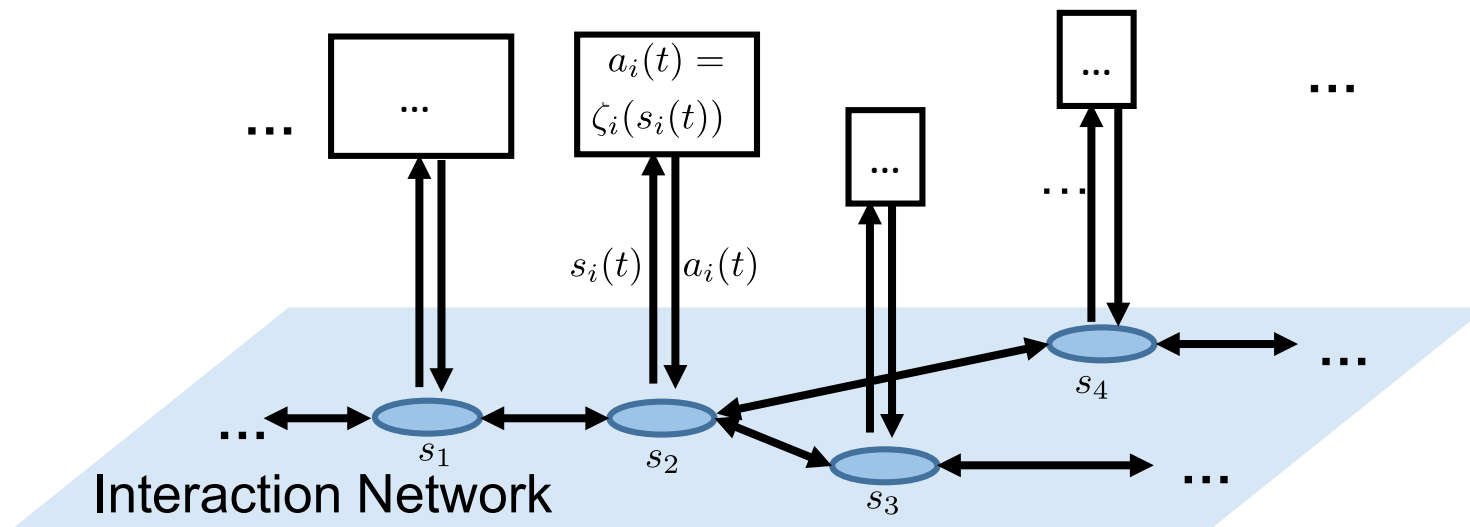 ...
...
a_i(t) =
ζ_i(s_i(t))
...
...
...
...
s_i(t)
a_i(t)
s_1
s_2
s_3
s_4
...
...
...
Interaction Network